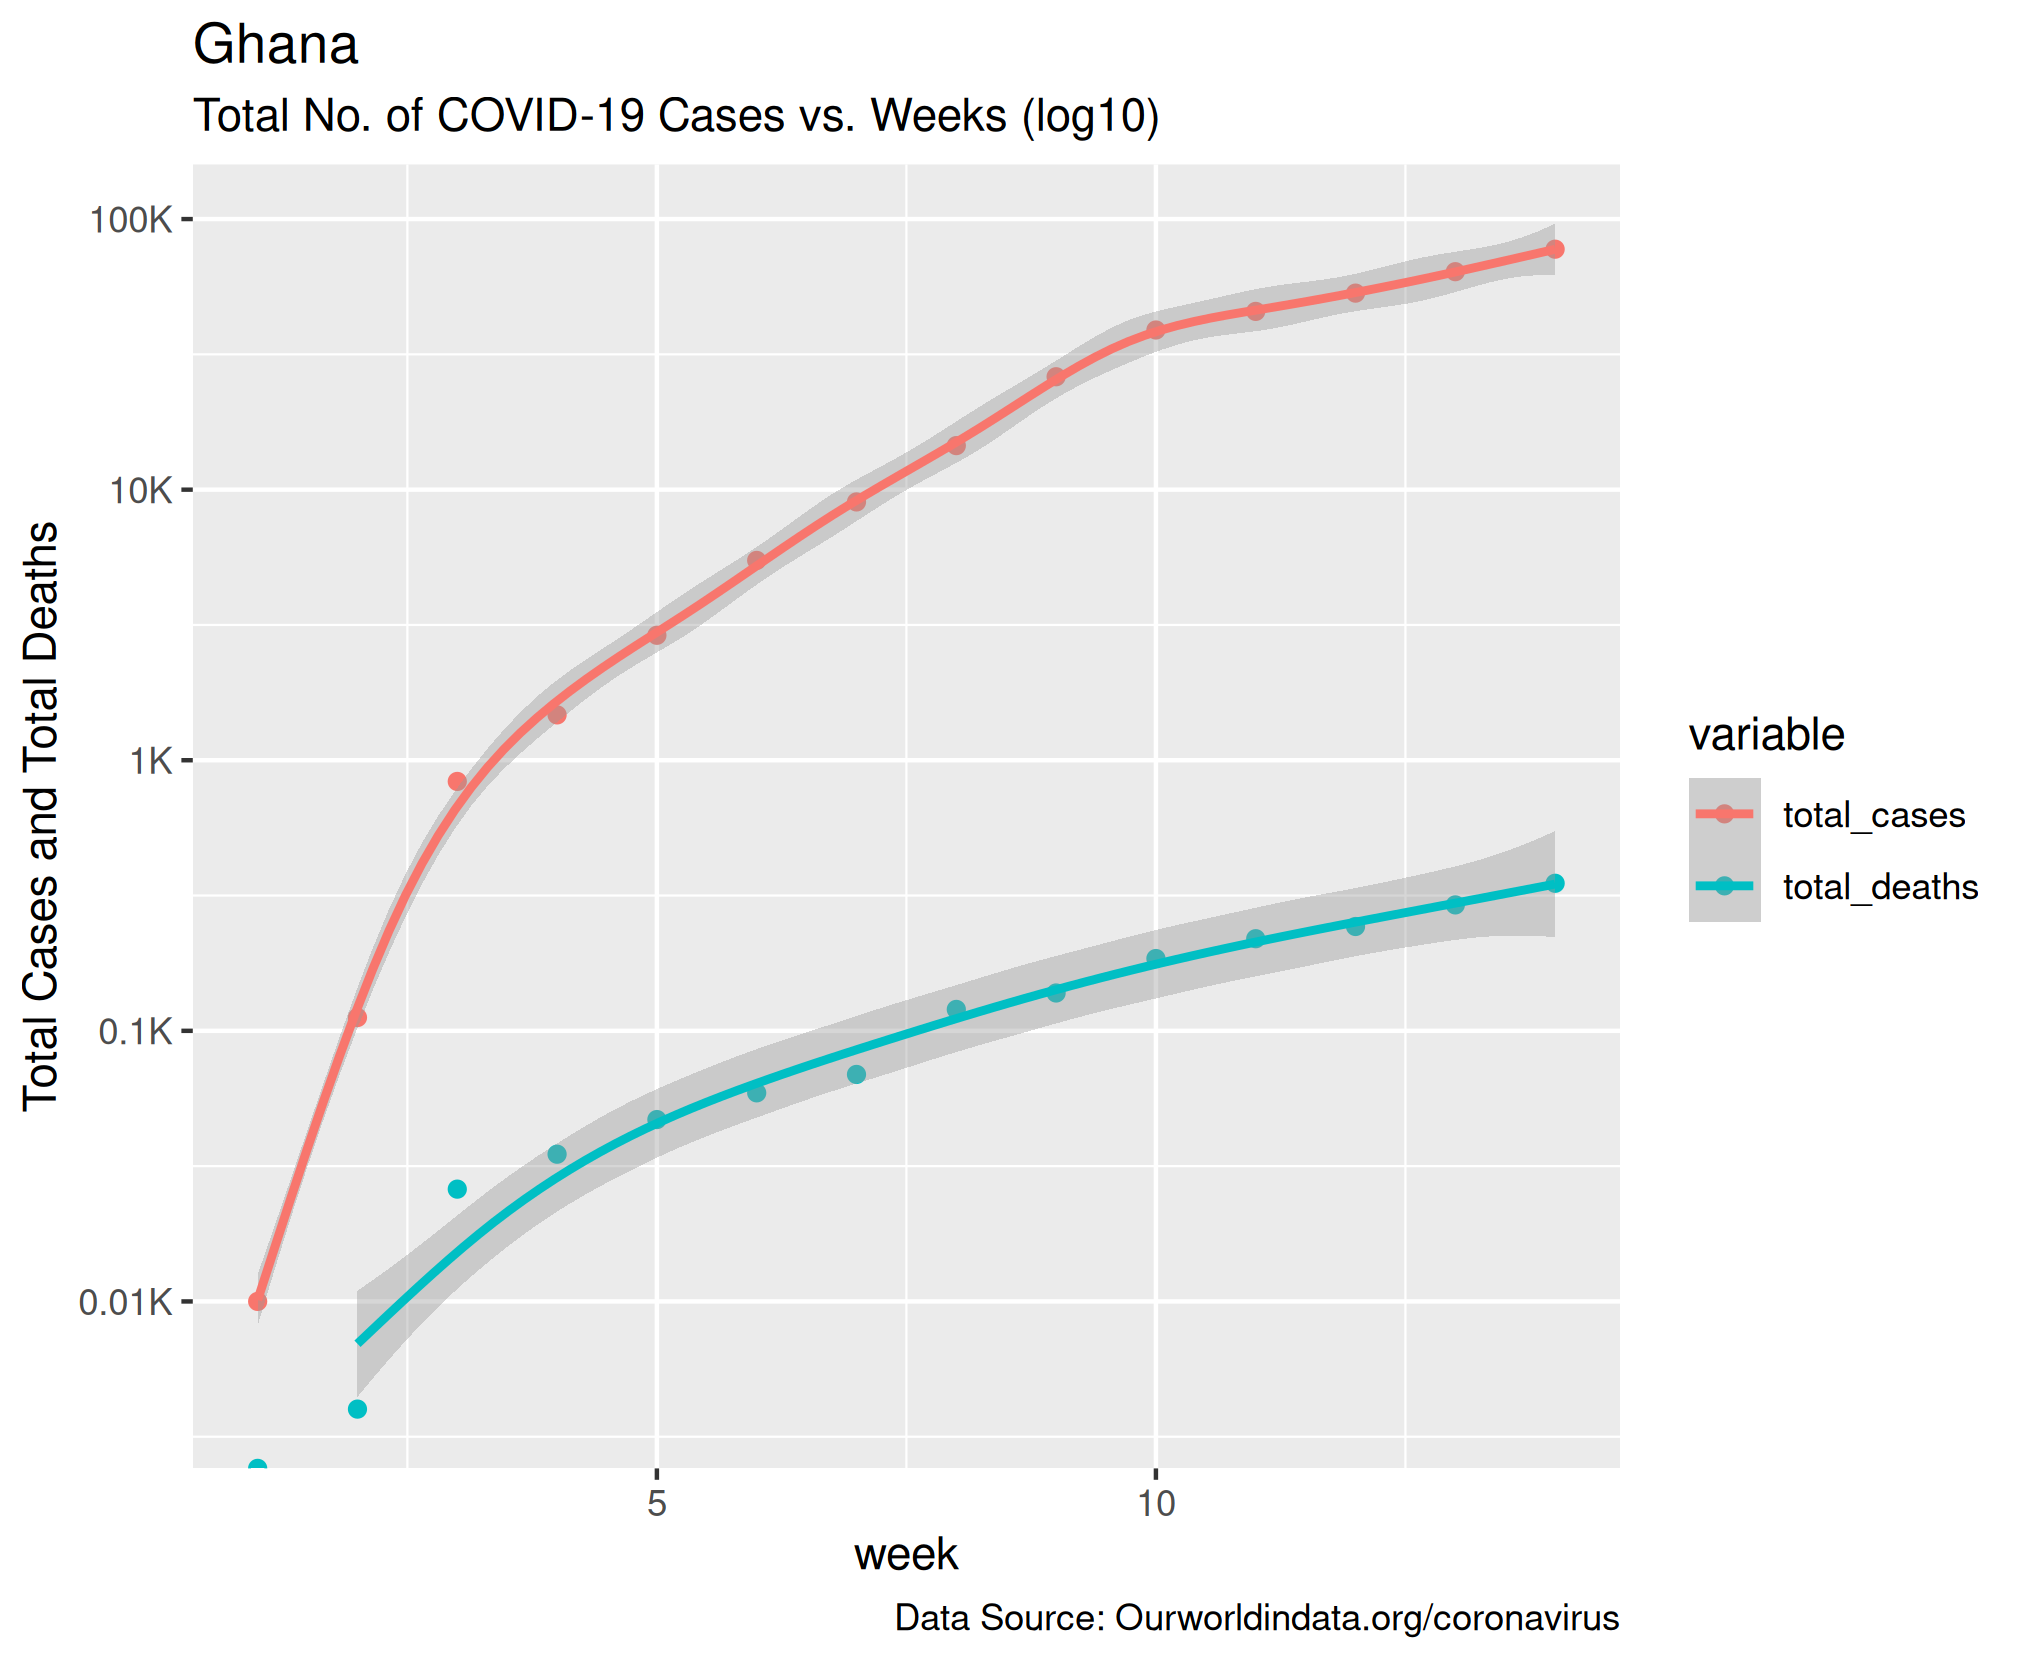 Ghana
Total No. of COVID-19 Cases vs. Weeks (log10)
Total Cases and Total Deaths
100K
10K
1K
0.1K
0.01K
5
10
week
variable
total_cases
total_deaths
Data Source: Ourworldindata.org/coronavirus